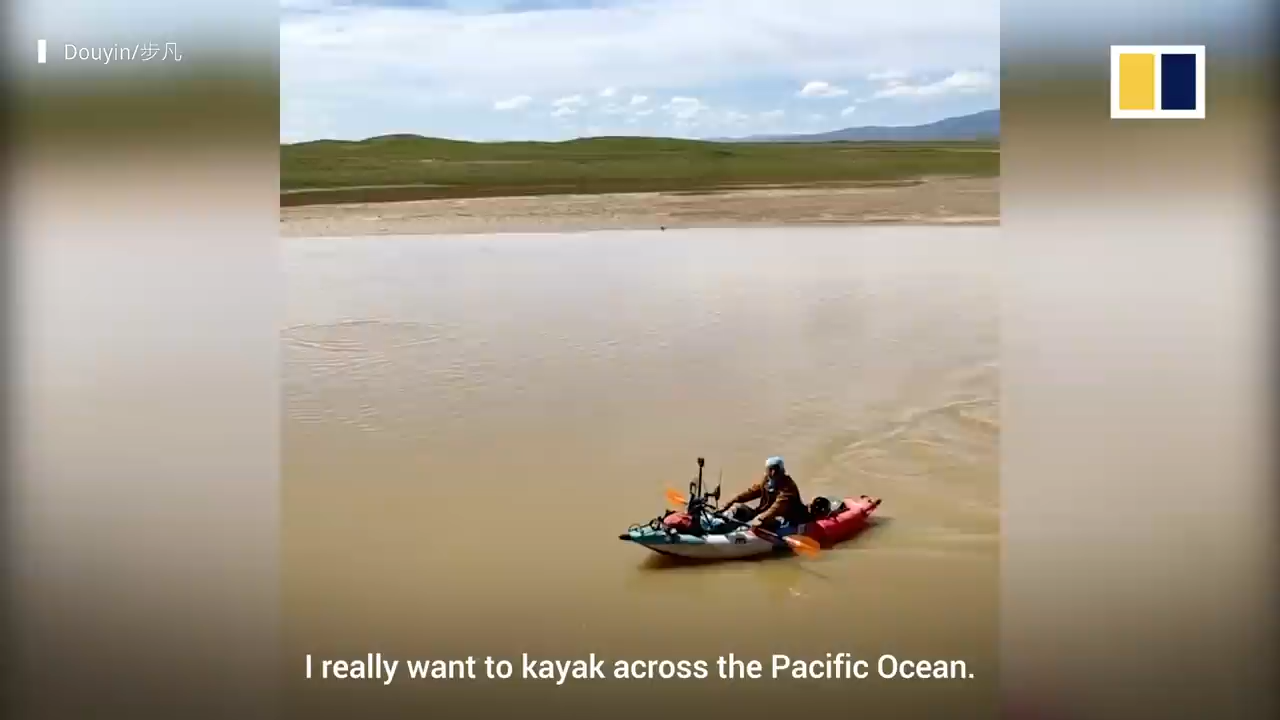 Douyin/步凡
I really want to kayak across the Pacific Ocean.